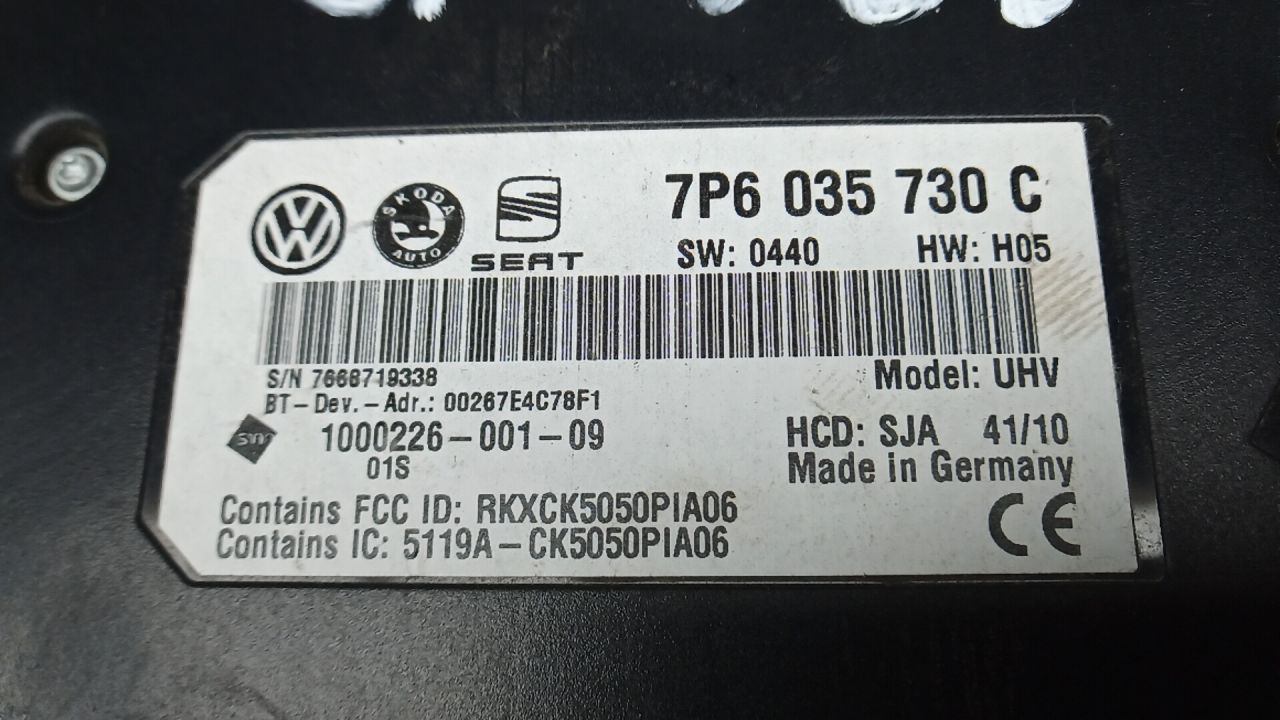 7P6 035 730 C
SKODA
AUTO
SEAT
SW: 0440 HW: H05
S/N 7668719338
Model: UHV
BT-Dev.-Adr.: 00267E4C78F1
1000226-001-09
HCD: SJA 41/10
01S
Made in Germany
Contains FCC ID: RKXCK5050PIA06
Contains IC: 5119A-CK5050PIA06
CE